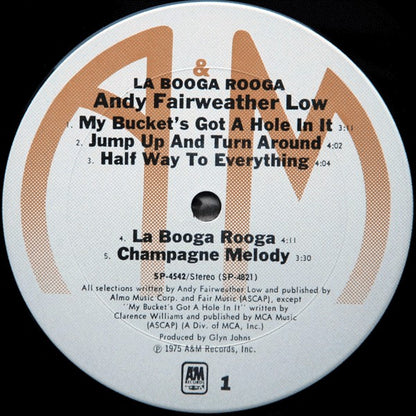 A&M
LA BOOGA ROOGA
Andy Fairweather Low
1. My Bucket's Got A Hole In It 3:11
2. Jump Up And Turn Around 4:02
3. Half Way To Everything 4:04
4. La Booga Rooga 4:11
5. Champagne Melody 3:30
SP-4542/Stereo (SP-4821)
All selections written by Andy Fairweather Low and published by
Almo Music Corp. and Fair Music (ASCAP), except
"My Bucket's Got A Hole In It" written by
Clarence Williams and published by MCA Music
(ASCAP) (A Div. of MCA, Inc.)
Produced by Glyn Johns
℗ 1975 A&M Records, Inc.
A&M
RECORDS
1